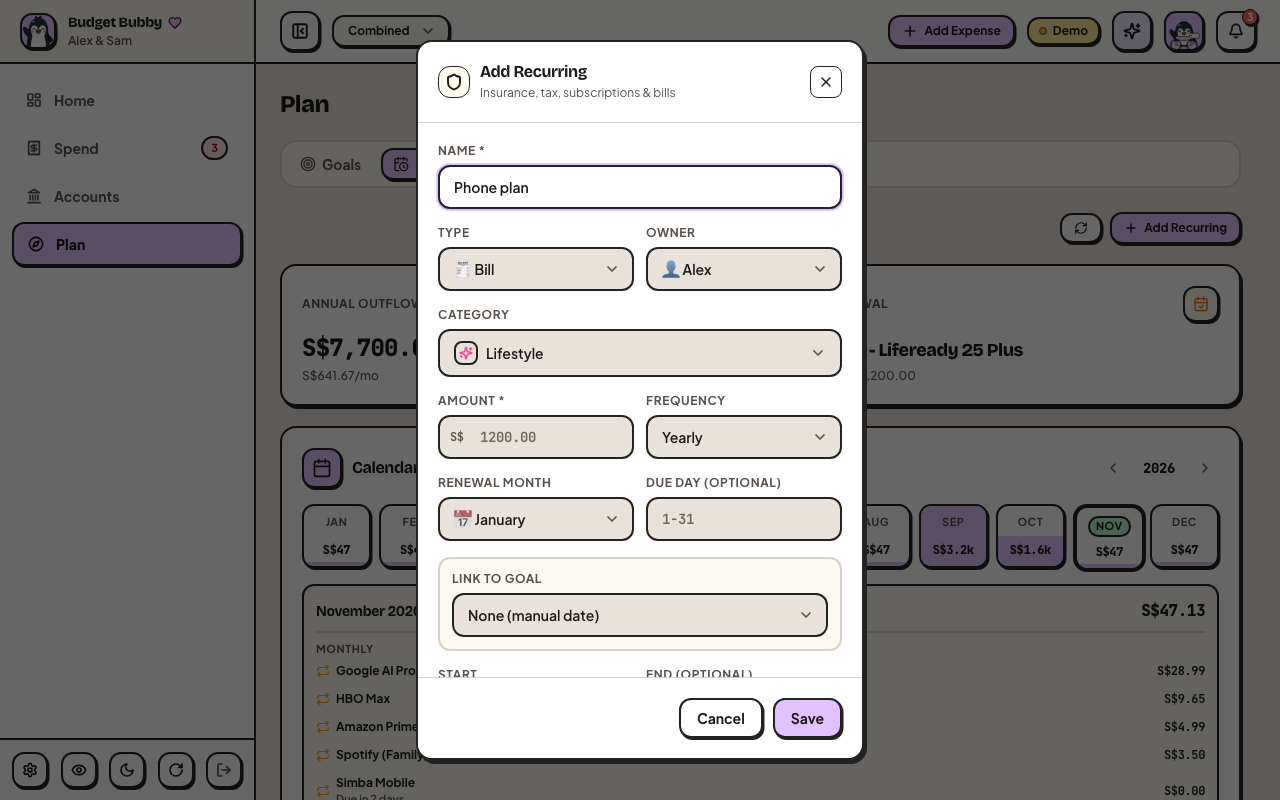 Budget Bubby
Alex & Sam
Combined
Add Expense
Demo
3
Home
Spend
3
Accounts
Plan
Plan
Goals
Add Recurring
ANNUAL OUTFLOW
S$7,700.
S$641.67/mo
- Lifeready 25 Plus
,200.00
Calendar
2026
JAN
S$47
S$47
SEP
S$3.2k
OCT
S$1.6k
NOV
S$47
DEC
S$47
November 2026
S$47.13
MONTHLY
Google AI Pro
S$28.99
HBO Max
S$9.65
Amazon Prime
S$4.99
Spotify (Family
S$3.50
Simba Mobile
Due in 2 days
S$0.00
Add Recurring
Insurance, tax, subscriptions & bills
NAME *
Phone plan
TYPE
OWNER
Bill
Alex
CATEGORY
Lifestyle
AMOUNT *
FREQUENCY
S$ 1200.00
Yearly
RENEWAL MONTH
DUE DAY (OPTIONAL)
January
1-31
LINK TO GOAL
None (manual date)
START
END (OPTIONAL)
Cancel
Save